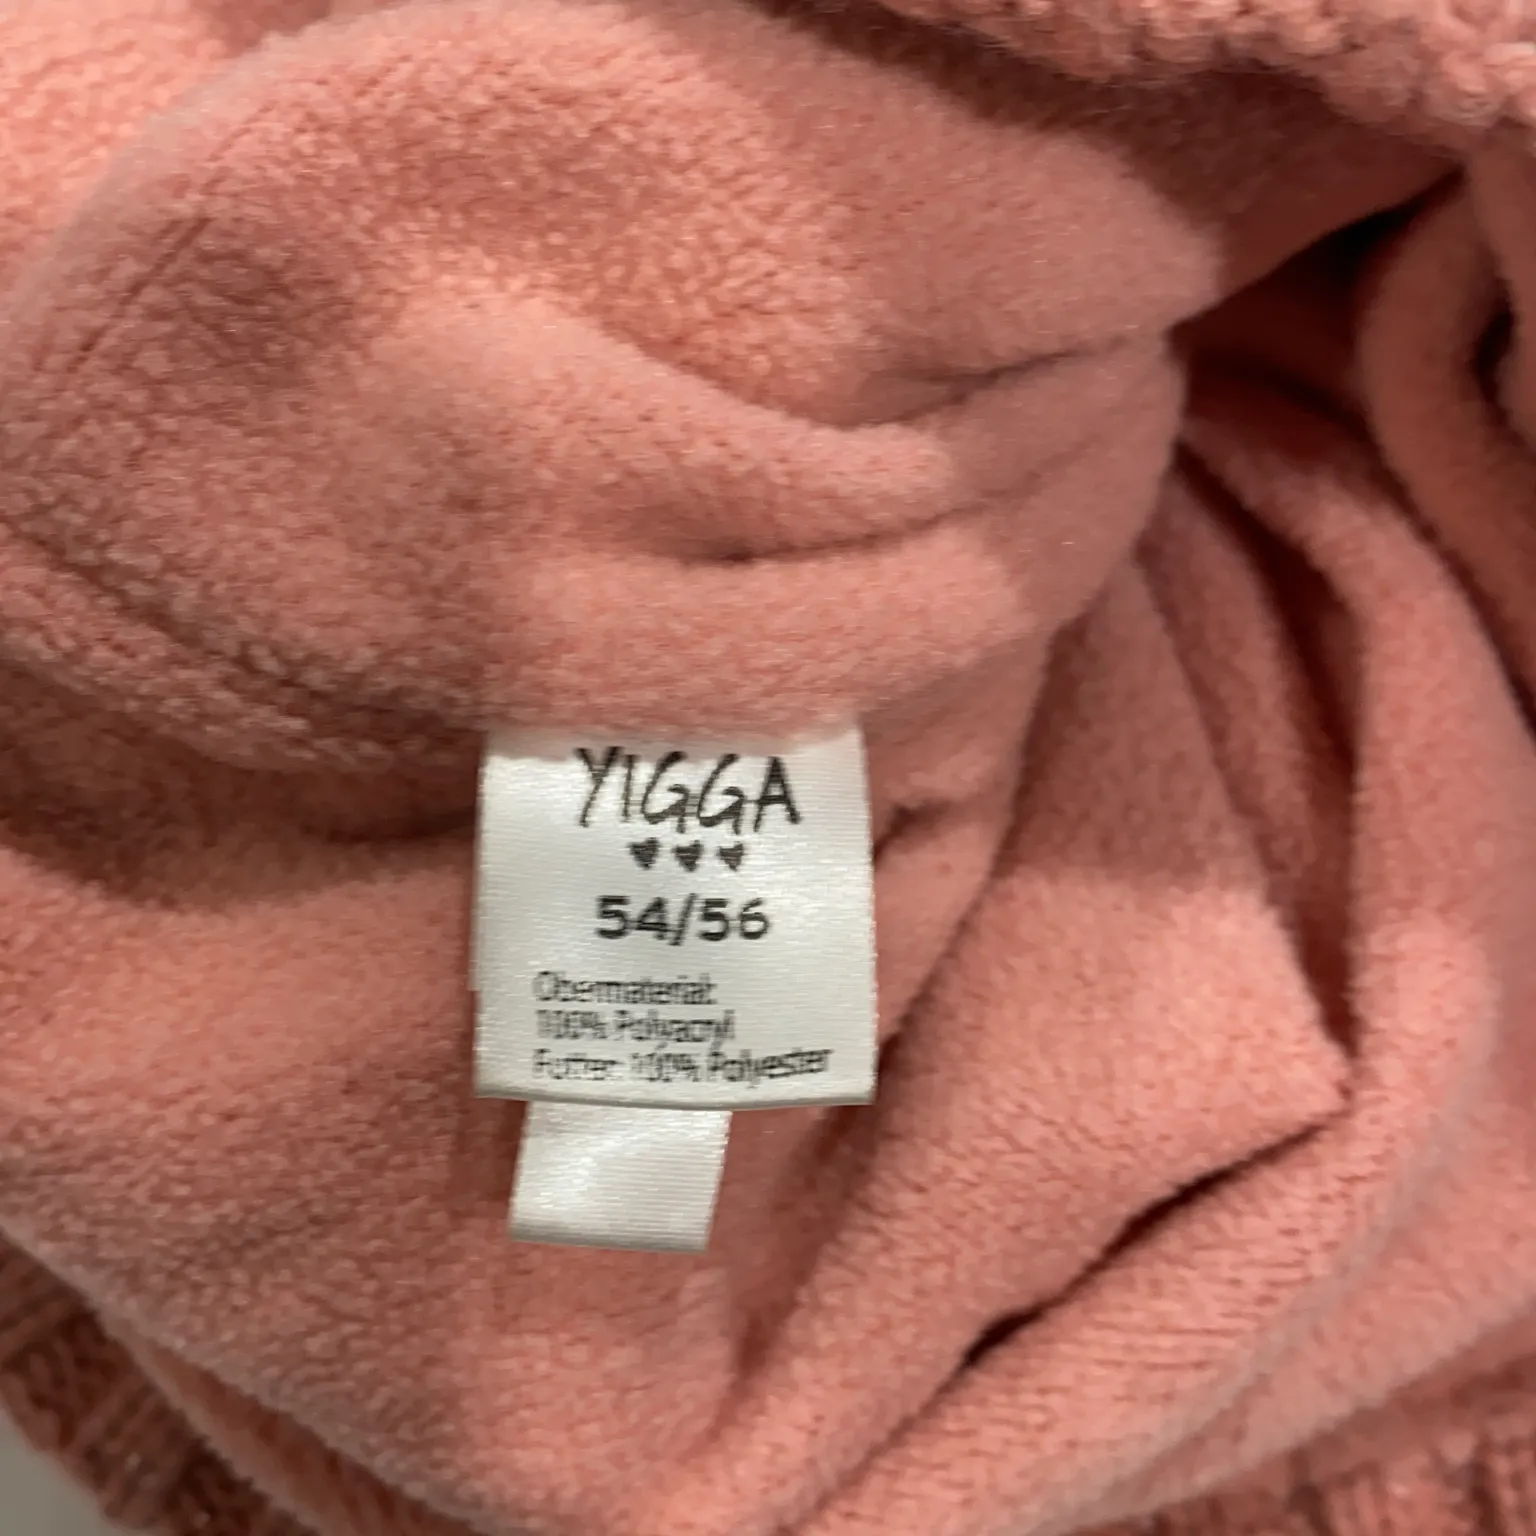 YIGGA
54/56
Obermaterial:
100% Polyacryl
Futter: 100% Polyester